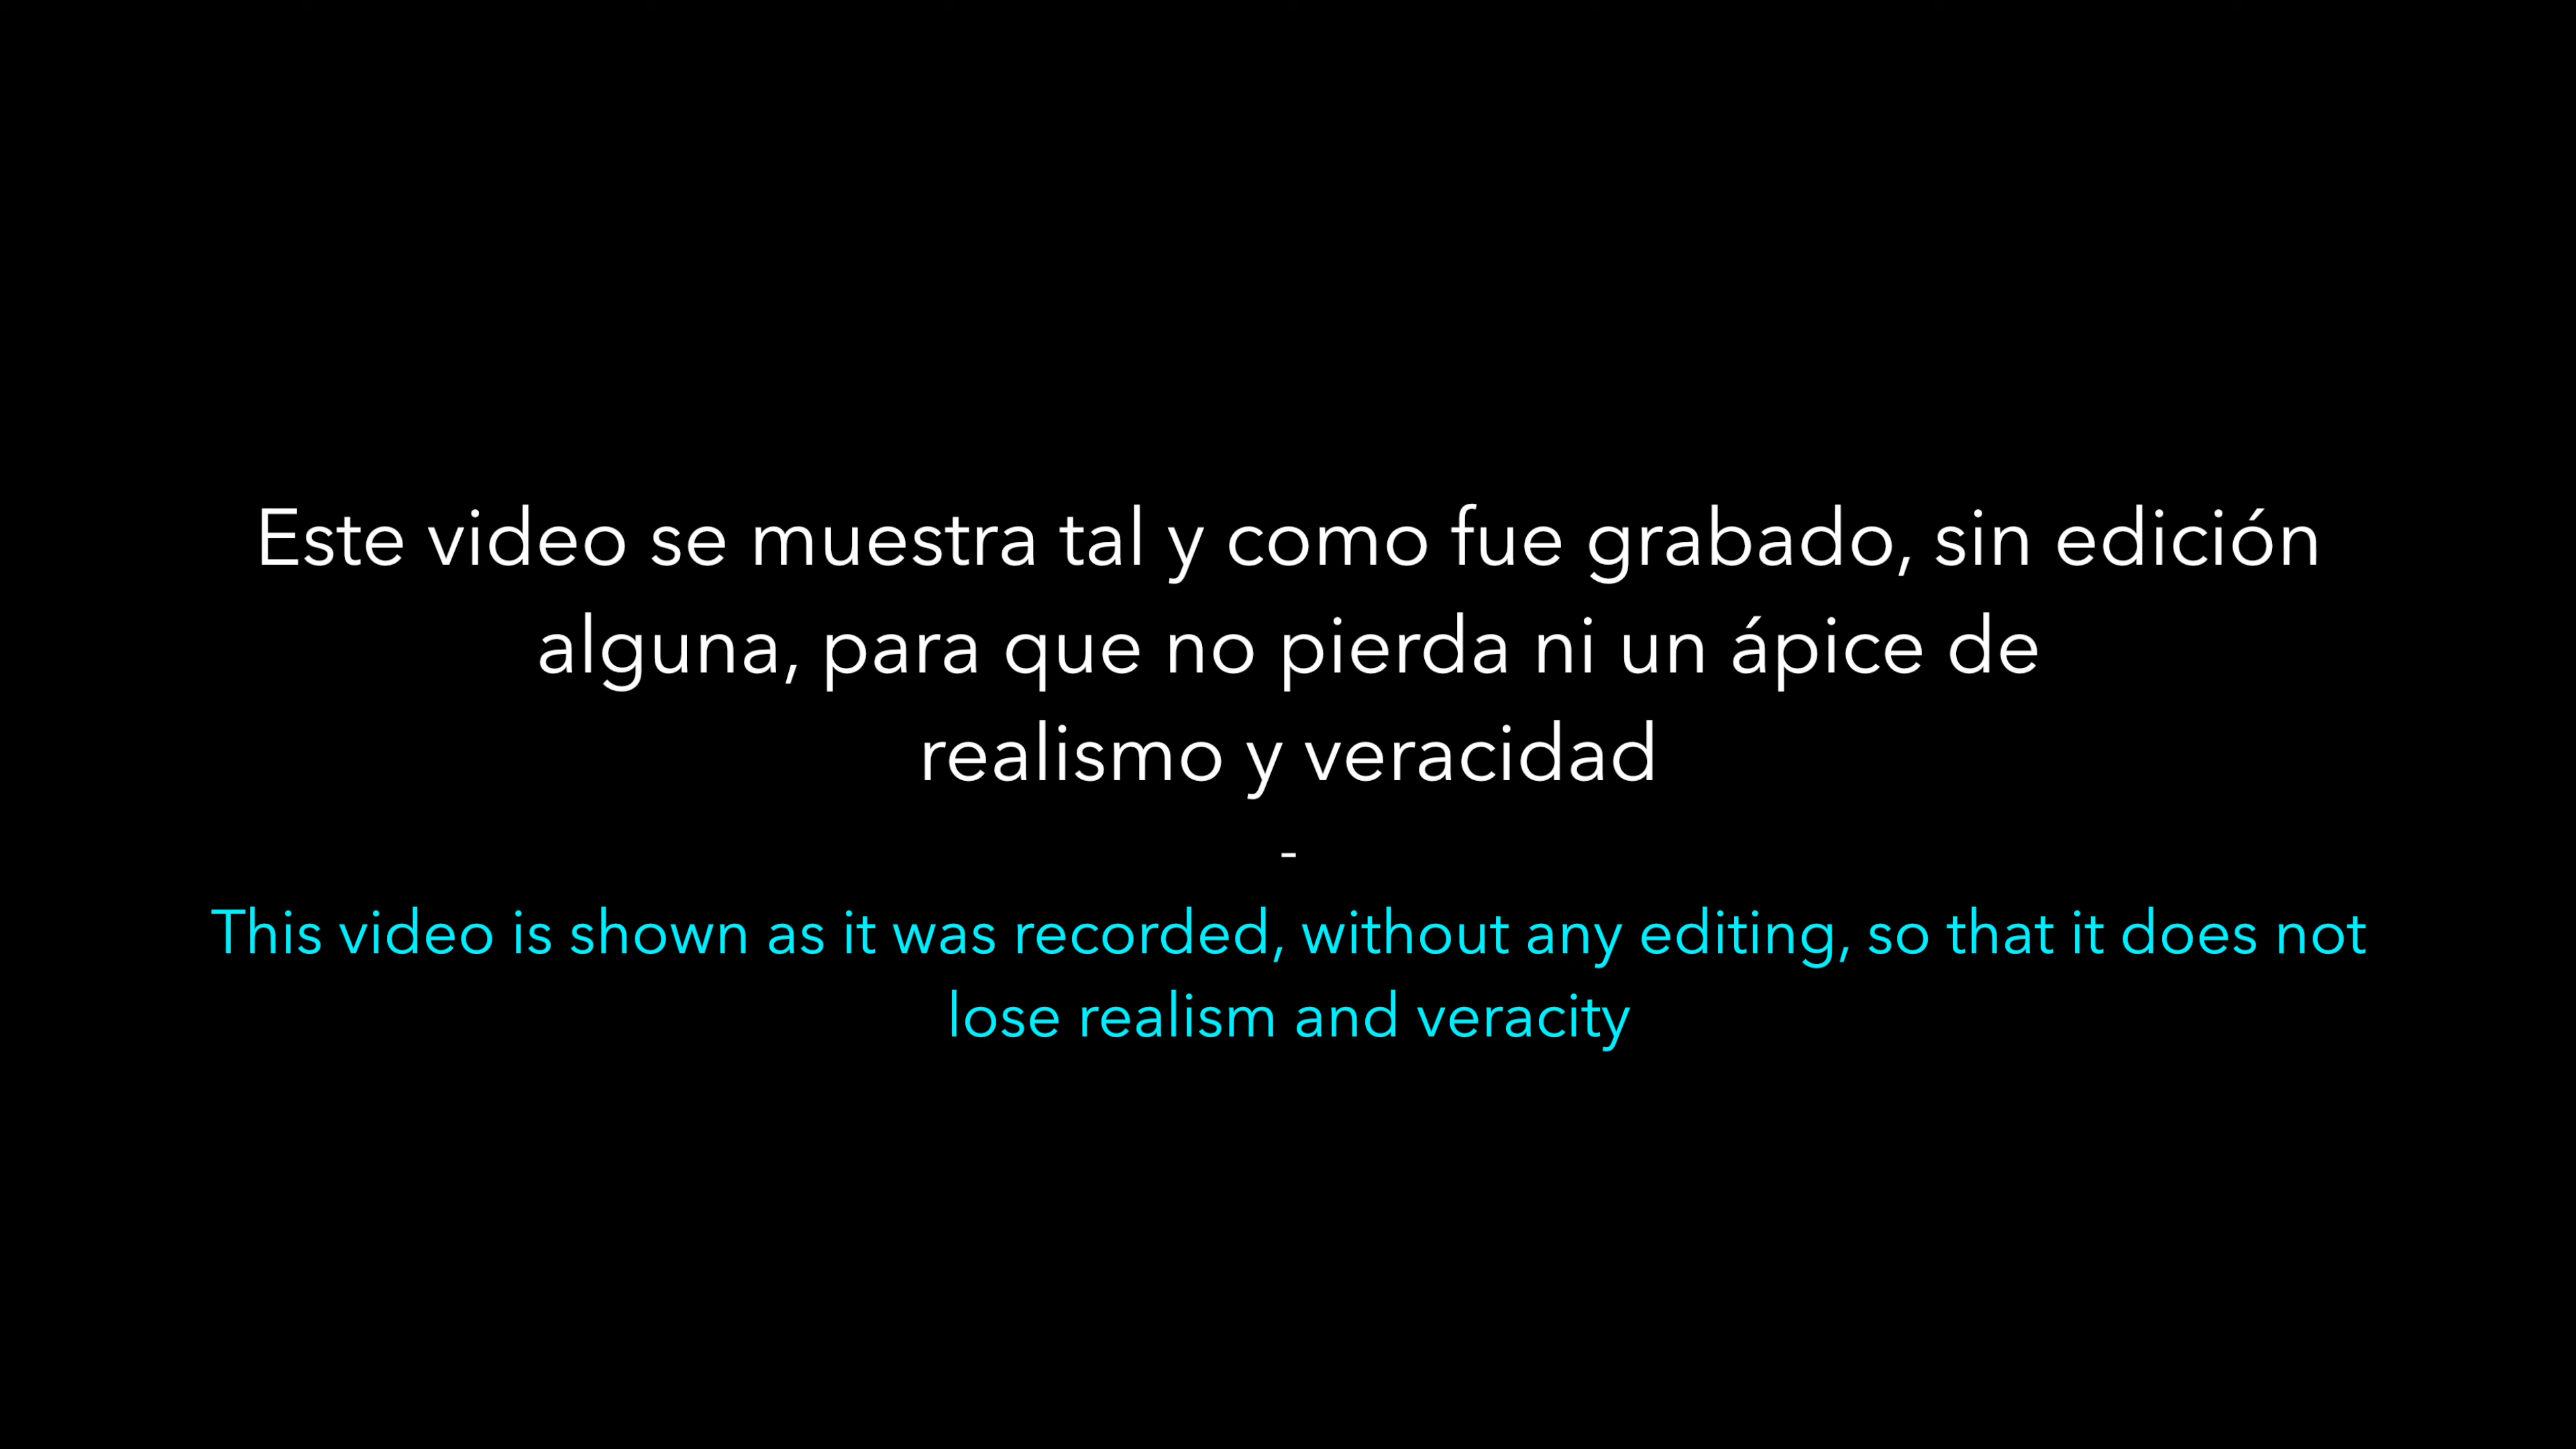 Este video se muestra tal y como fue grabado, sin edición
alguna, para que no pierda ni un ápice de
realismo y veracidad
-
This video is shown as it was recorded, without any editing, so that it does not
lose realism and veracity